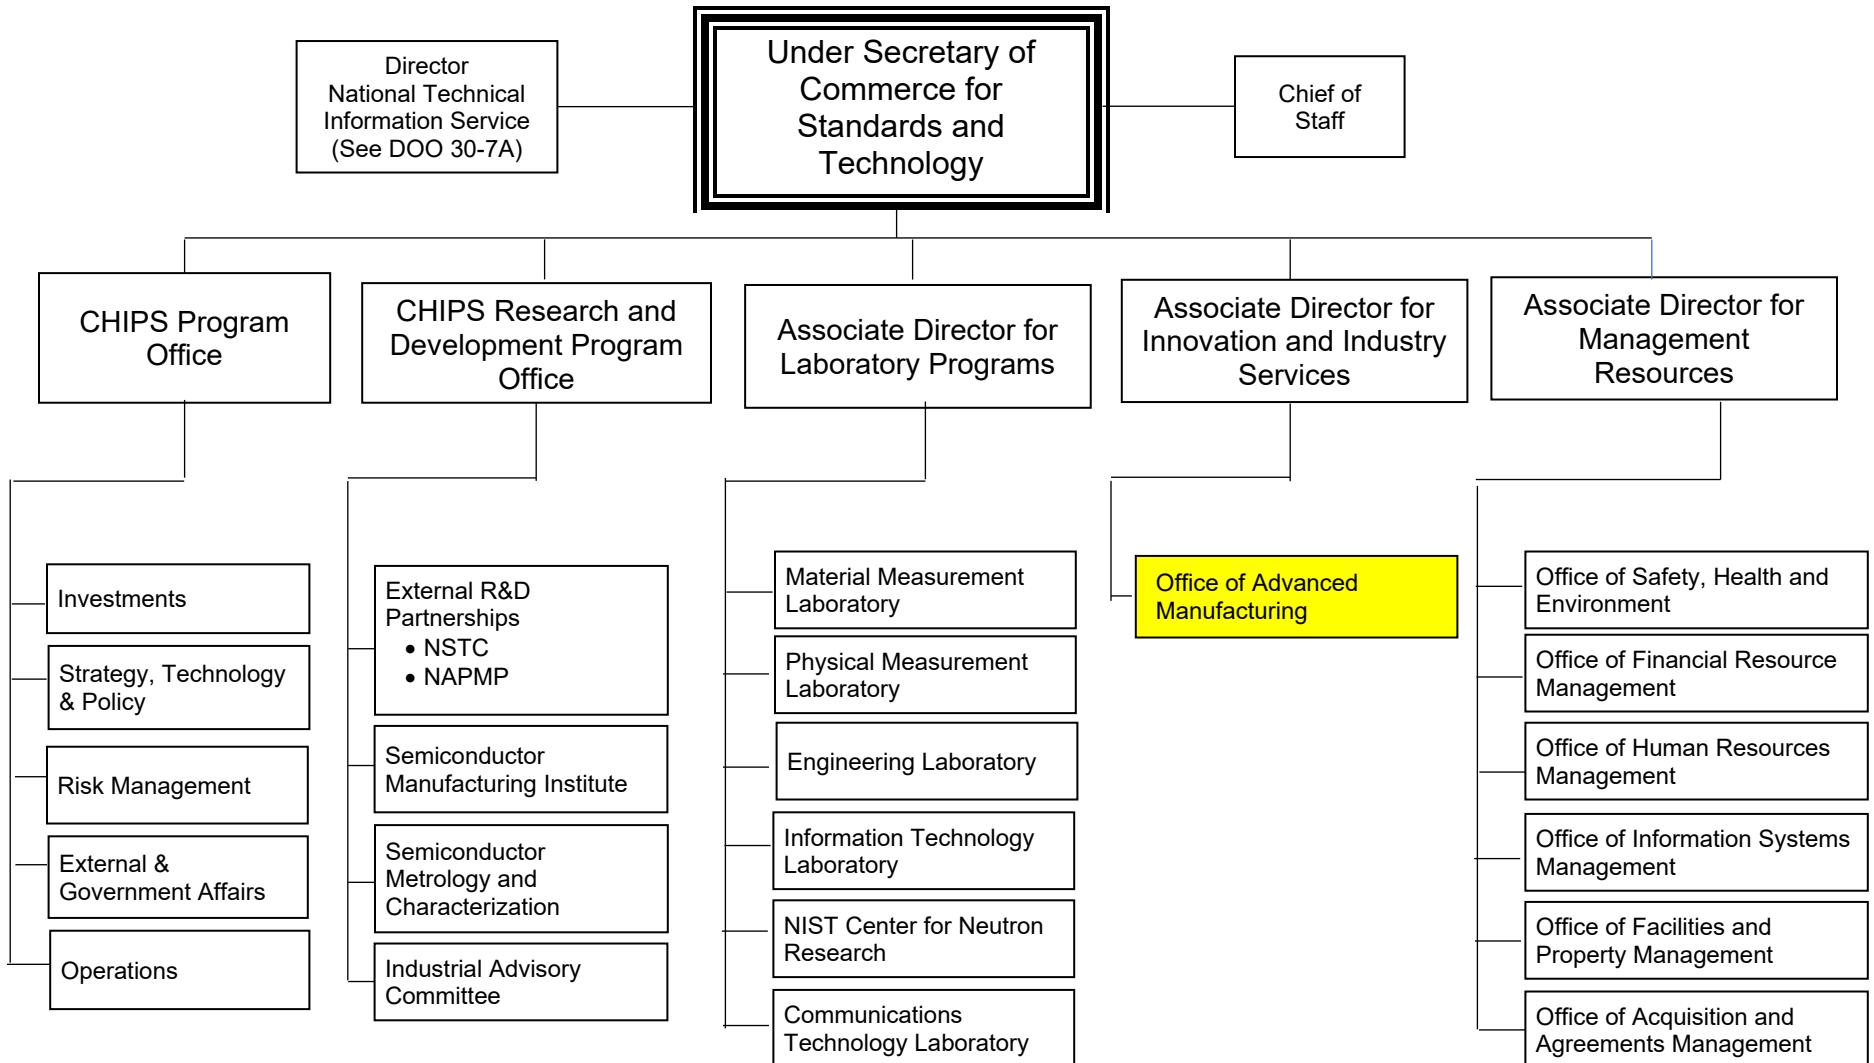 Director
National Technical
Information Service
(See DOO 30-7A)
Under Secretary of
Commerce for
Standards and
Technology
Chief of
Staff
CHIPS Program
Office
CHIPS Research and
Development Program
Office
Associate Director for
Laboratory Programs
Associate Director for
Innovation and Industry
Services
Associate Director for
Management
Resources
Investments
Strategy, Technology
& Policy
Risk Management
External &
Government Affairs
Operations
External R&D
Partnerships
• NSTC
• NAPMP
Semiconductor
Manufacturing Institute
Semiconductor
Metrology and
Characterization
Industrial Advisory
Committee
Material Measurement
Laboratory
Physical Measurement
Laboratory
Engineering Laboratory
Information Technology
Laboratory
NIST Center for Neutron
Research
Communications
Technology Laboratory
Office of Advanced
Manufacturing
Office of Safety, Health and
Environment
Office of Financial Resource
Management
Office of Human Resources
Management
Office of Information Systems
Management
Office of Facilities and
Property Management
Office of Acquisition and
Agreements Management